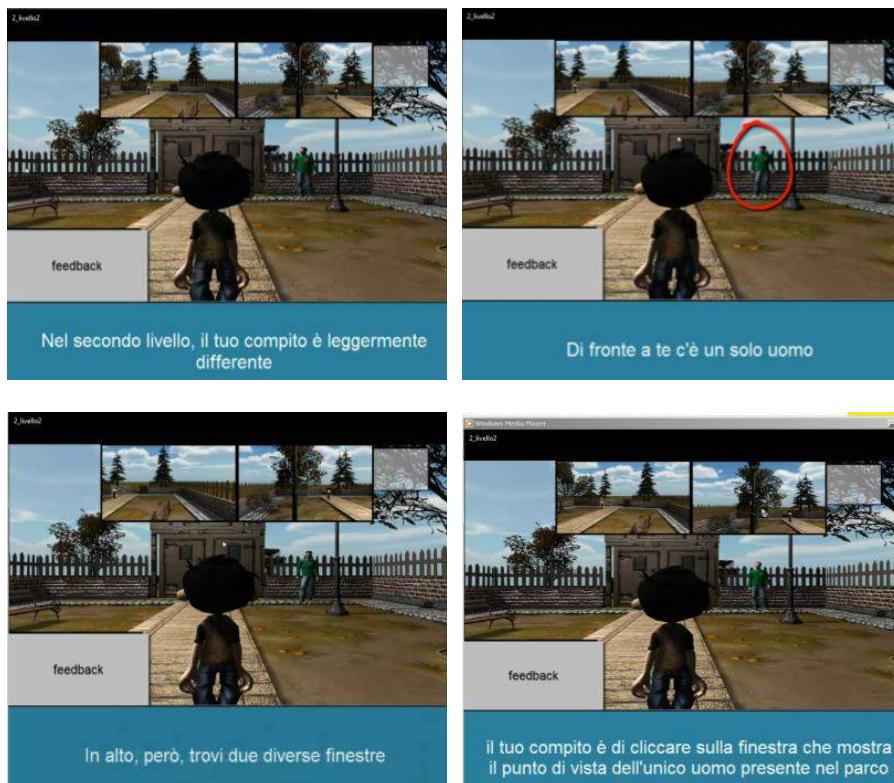 2_livello2
feedback
Nel secondo livello, il tuo compito è leggermente
differente
2_livello2
feedback
Di fronte a te c'è un solo uomo
2_livello2
feedback
In alto, però, trovi due diverse finestre
Windows Media Player
2_livello2
feedback
il tuo compito è di cliccare sulla finestra che mostra
il punto di vista dell'unico uomo presente nel parco